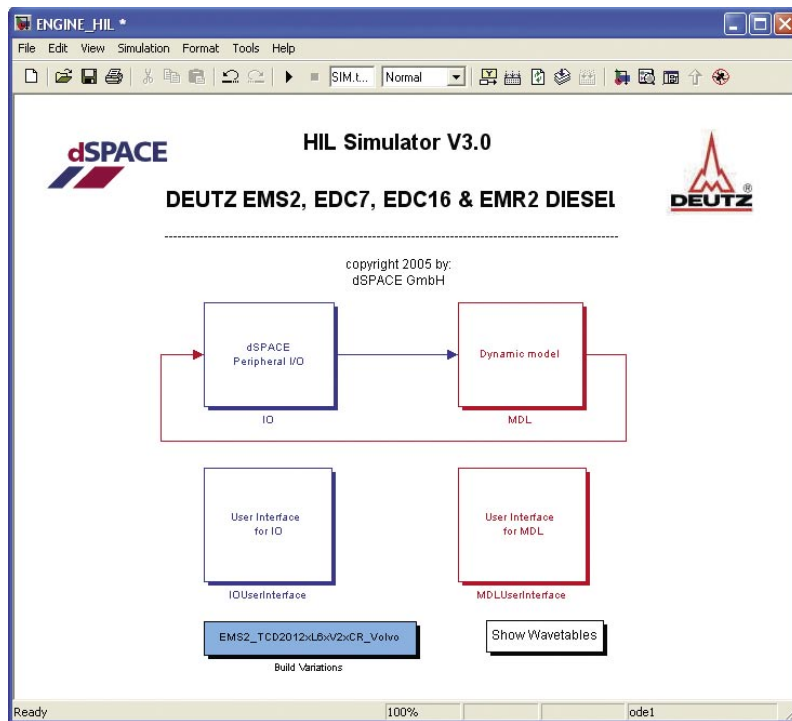 ENGINE_HIL *
File Edit View Simulation Format Tools Help
SIM.t... Normal
dSPACE
HIL Simulator V3.0
DEUTZ EMS2, EDC7, EDC16 & EMR2 DIESEL
DEUTZ ®
----------------------------------------------------------------------------------------------------
copyright 2005 by:
dSPACE GmbH
dSPACE
Peripheral I/O
Dynamic model
IO
MDL
User Interface
for IO
User Interface
for MDL
IOUserInterface
MDLUserInterface
EMS2_TCD2012xL6xV2xCR_Volvo
Show Wavetables
Build Variations
Ready 100% ode1